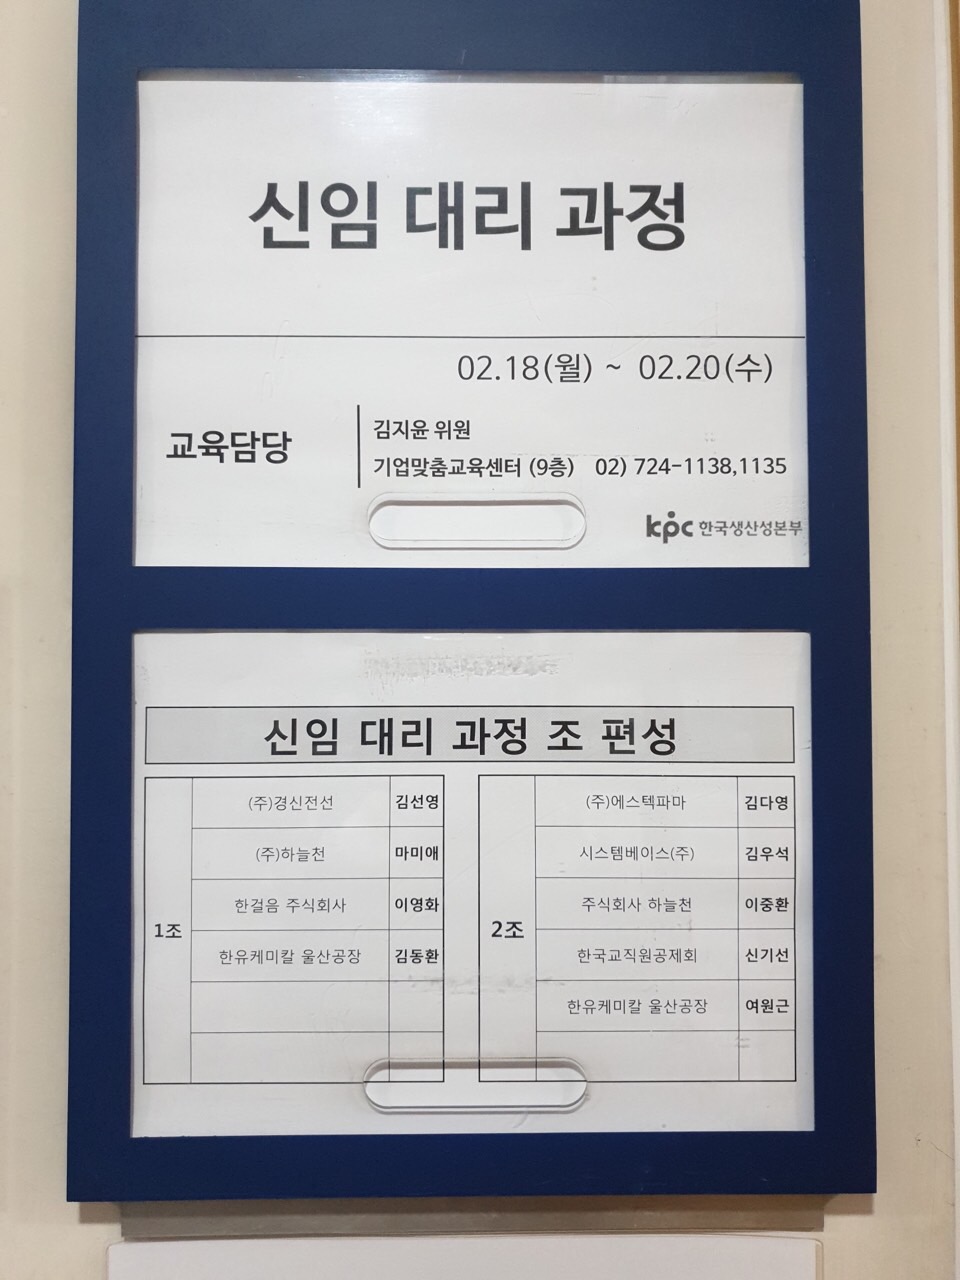 신임 대리 과정
02.18(월) ~ 02.20(수)
교육담당
김지윤 위원
기업맞춤교육센터 (9층) 02) 724-1138,1135
kpc 한국생산성본부
신임 대리 과정 조 편성
1조
(주)경신전선 김선영
(주)하늘천 마미애
한걸음 주식회사 이영화
한유케미칼 울산공장 김동환
2조
(주)에스텍파마 김다영
시스템베이스(주) 김우석
주식회사 하늘천 이중환
한국교직원공제회 신기선
한유케미칼 울산공장 여원근